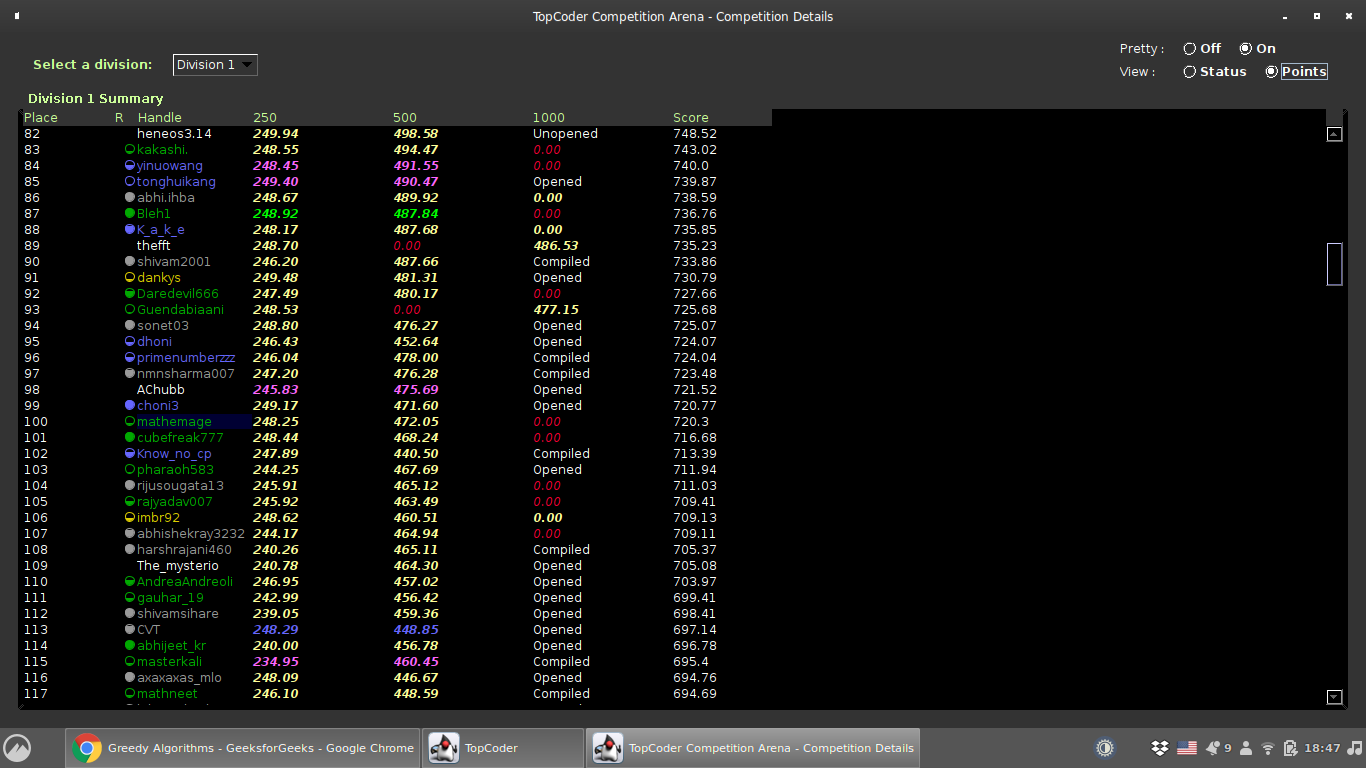 TopCoder Competition Arena - Competition Details
Pretty : Off On
Select a division: Division 1
View : Status Points
Division 1 Summary
Place R Handle 250 500 1000 Score
82 heneos3.14 249.94 498.58 Unopened 748.52
83 kakashi. 248.55 494.47 0.00 743.02
84 yinuowang 248.45 491.55 0.00 740.0
85 tonghuikang 249.40 490.47 Opened 739.87
86 abhi.ihba 248.67 489.92 0.00 738.59
87 Bleh1 248.92 487.84 0.00 736.76
88 K_a_k_e 248.17 487.68 0.00 735.85
89 thefft 248.70 0.00 486.53 735.23
90 shivam2001 246.20 487.66 Compiled 733.86
91 dankys 249.48 481.31 Opened 730.79
92 Daredevil666 247.49 480.17 0.00 727.66
93 Guendabiaani 248.53 0.00 477.15 725.68
94 sonet03 248.80 476.27 Opened 725.07
95 dhoni 246.43 452.64 Opened 724.07
96 primenumberzzz 246.04 478.00 Compiled 724.04
97 nmnsharma007 247.20 476.28 Compiled 723.48
98 AChubb 245.83 475.69 Opened 721.52
99 choni3 249.17 471.60 Opened 720.77
100 mathemage 248.25 472.05 0.00 720.3
101 cubefreak777 248.44 468.24 0.00 716.68
102 Know_no_cp 247.89 440.50 Compiled 713.39
103 pharaoh583 244.25 467.69 Opened 711.94
104 rijusougata13 245.91 465.12 0.00 711.03
105 rajyadav007 245.92 463.49 0.00 709.41
106 imbr92 248.62 460.51 0.00 709.13
107 abhishekray3232 244.17 464.94 0.00 709.11
108 harshrajani460 240.26 465.11 Compiled 705.37
109 The_mysterio 240.78 464.30 Opened 705.08
110 AndreaAndreoli 246.95 457.02 Opened 703.97
111 gauhar_19 242.99 456.42 Opened 699.41
112 shivamsihare 239.05 459.36 Opened 698.41
113 CVT 248.29 448.85 Opened 697.14
114 abhijeet_kr 240.00 456.78 Opened 696.78
115 masterkali 234.95 460.45 Compiled 695.4
116 axaxaxas_mlo 248.09 446.67 Opened 694.76
117 mathneet 246.10 448.59 Compiled 694.69
Greedy Algorithms - GeeksforGeeks - Google Chrome TopCoder TopCoder Competition Arena - Competition Details 9 18:47